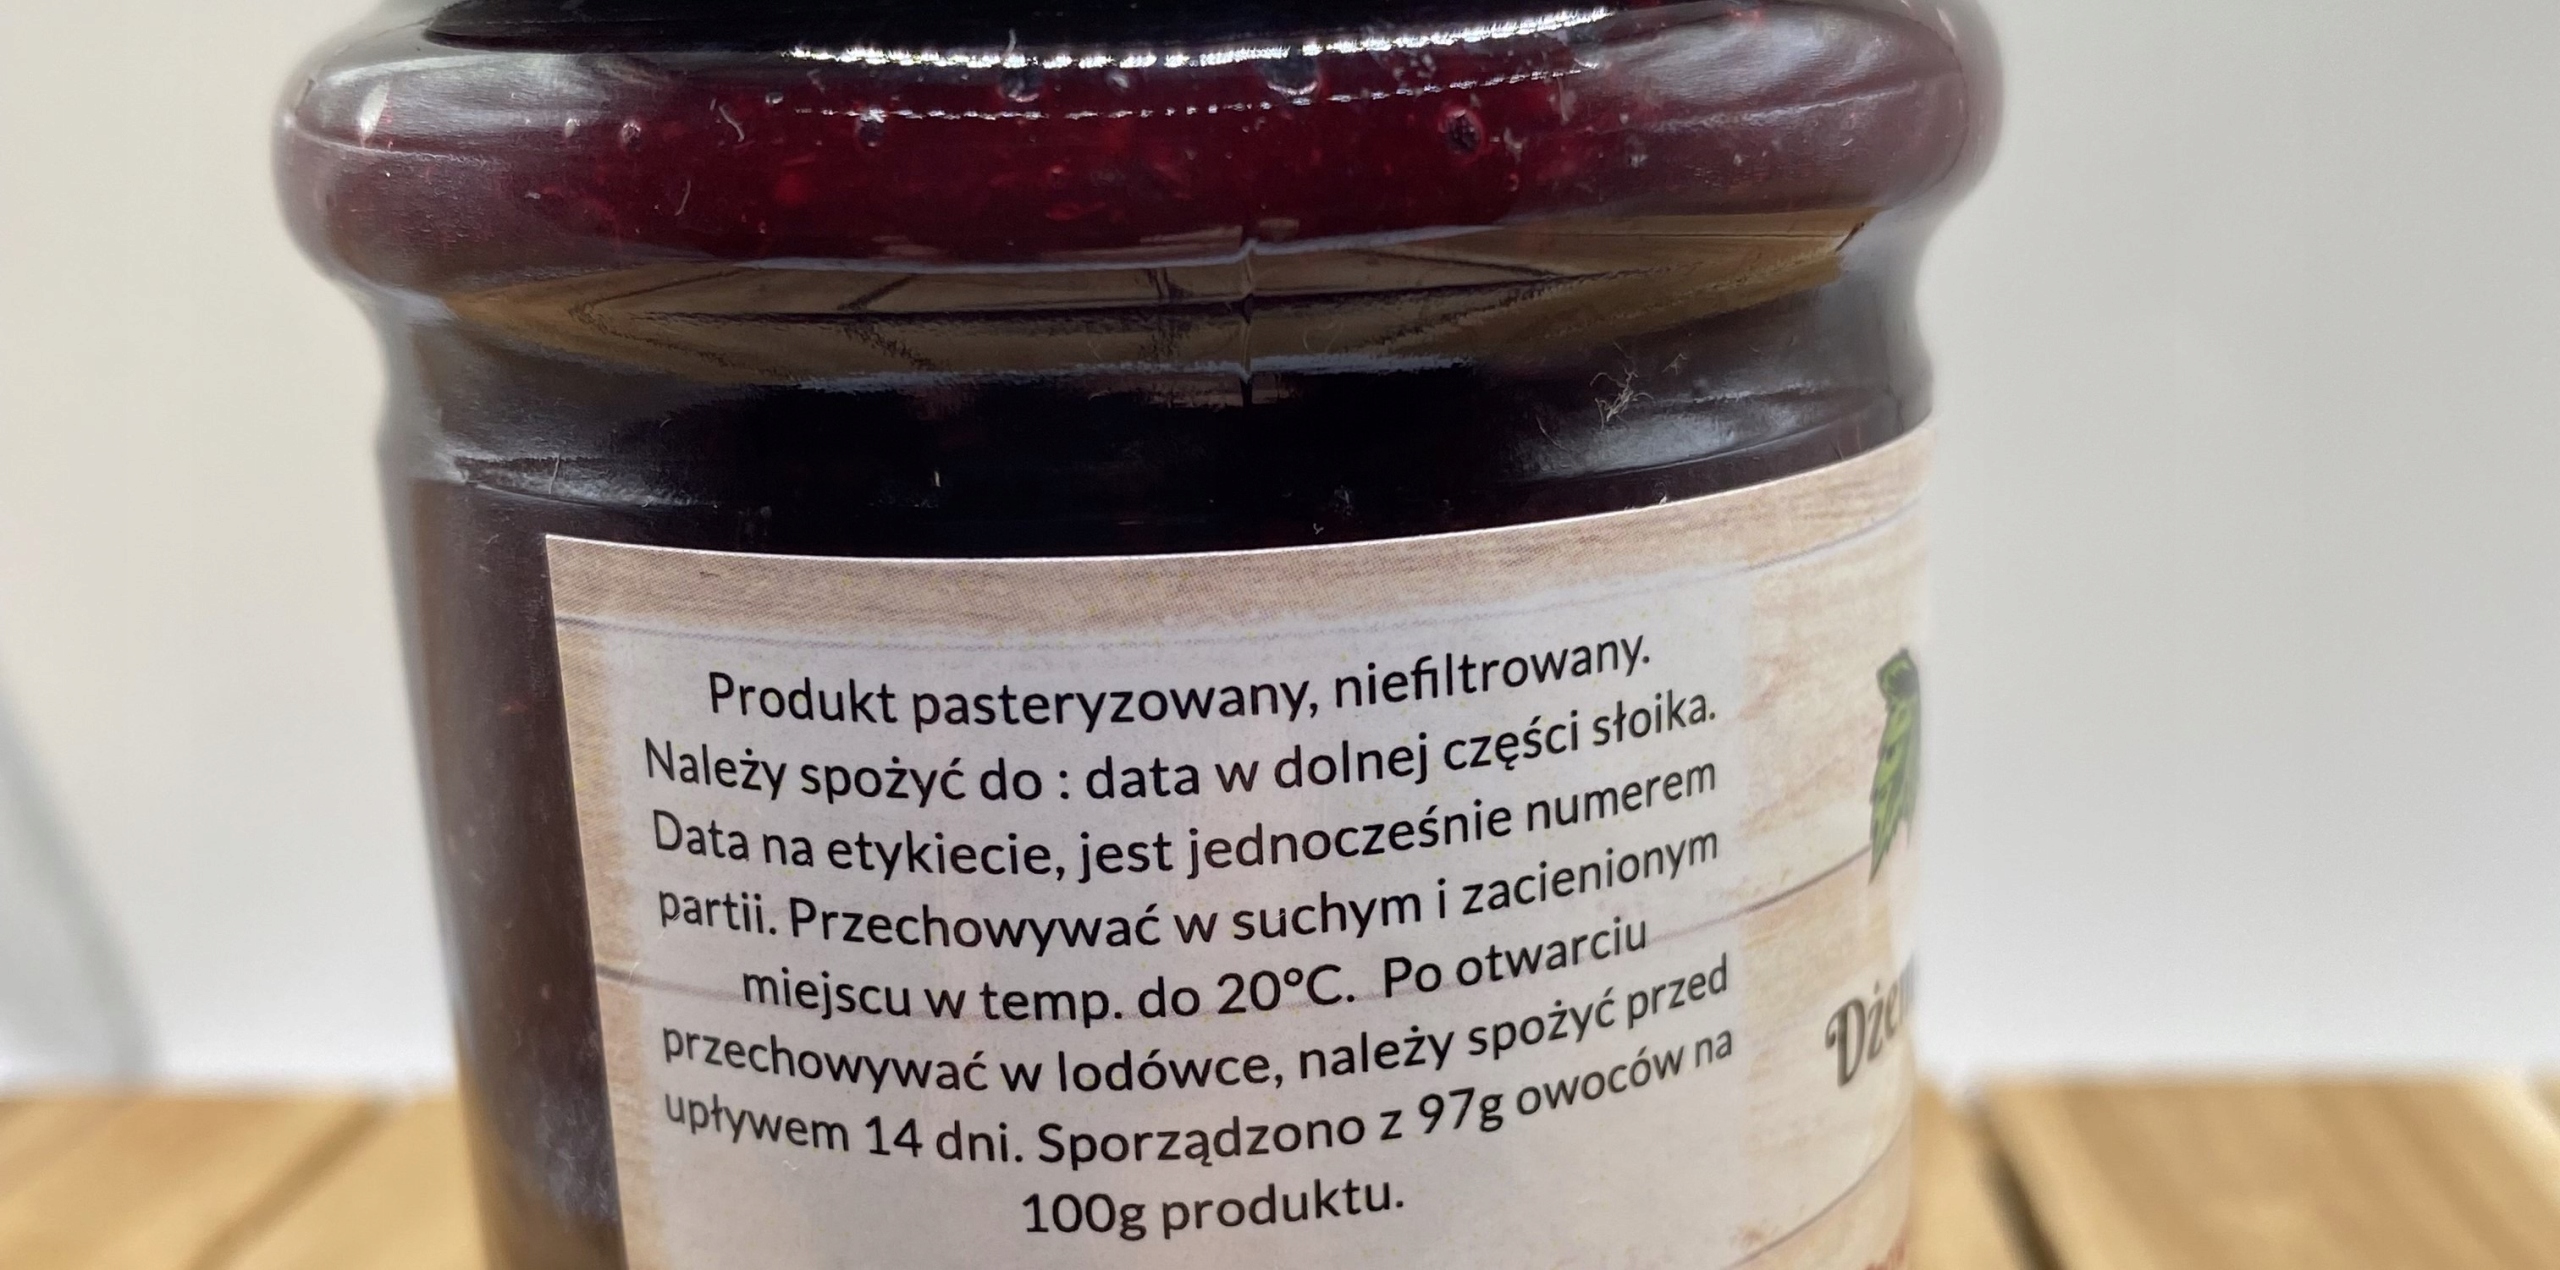 Produkt pasteryzowany, niefiltrowany.
Należy spożyć do : data w dolnej części słoika.
Data na etykiecie, jest jednocześnie numerem
partii. Przechowywać w suchym i zacienionym
miejscu w temp. do 20°C. Po otwarciu
przechowywać w lodówce, należy spożyć przed
upływem 14 dni. Sporządzono z 97g owoców na
100g produktu.